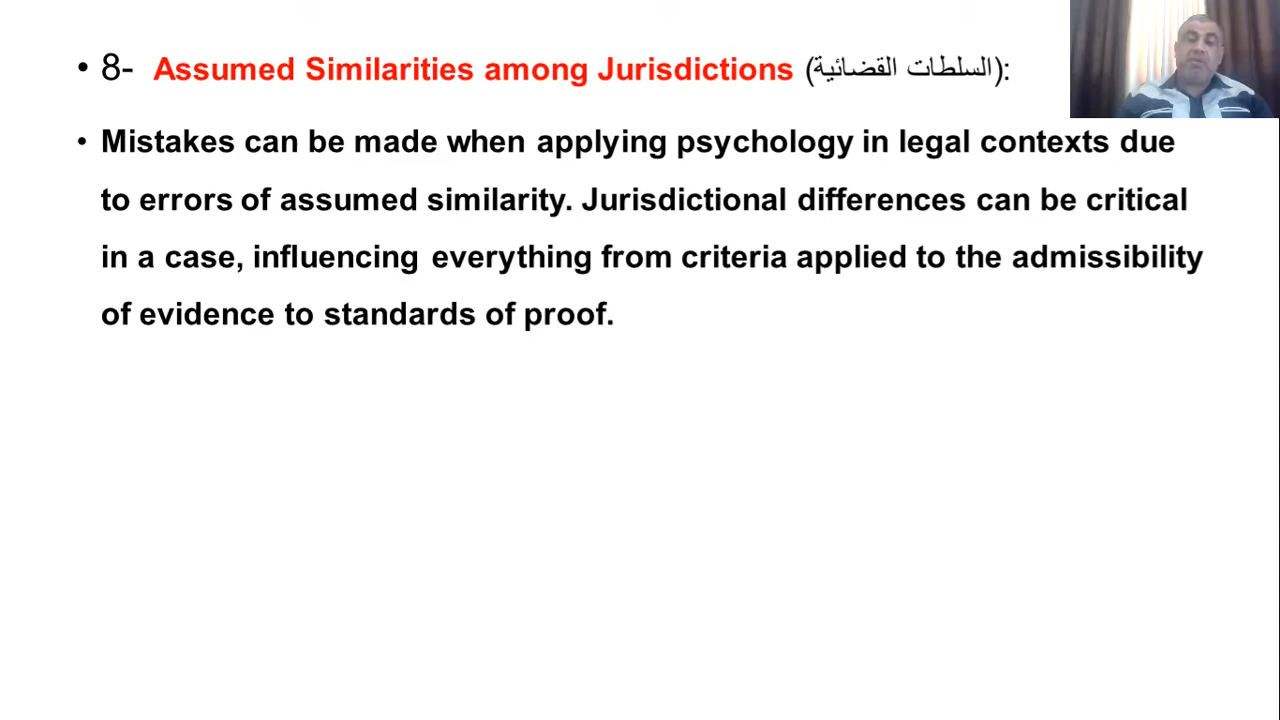 • 8- Assumed Similarities among Jurisdictions (السلطات القضائية):
• Mistakes can be made when applying psychology in legal contexts due
to errors of assumed similarity. Jurisdictional differences can be critical
in a case, influencing everything from criteria applied to the admissibility
of evidence to standards of proof.